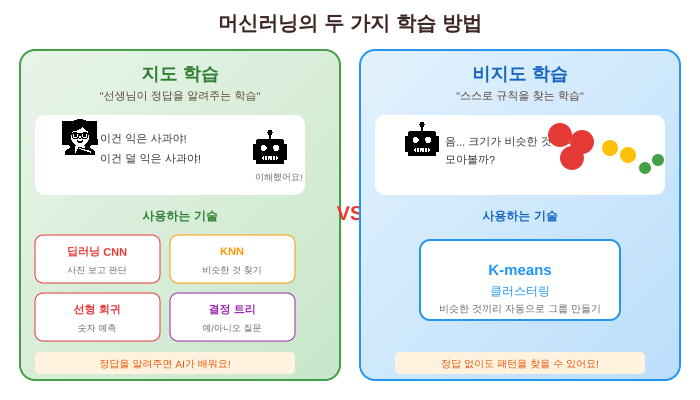 머신러닝의 두 가지 학습 방법
지도 학습
"선생님이 정답을 알려주는 학습"
이건 익은 사과야!
이건 덜 익은 사과야!
이해했어요!
사용하는 기술
딥러닝 CNN
사진 보고 판단
KNN
비슷한 것 찾기
선형 회귀
숫자 예측
결정 트리
예/아니오 질문
정답을 알려주면 AI가 배워요!
VS
비지도 학습
"스스로 규칙을 찾는 학습"
음... 크기가 비슷한
모아볼까?
사용하는 기술
K-means
클러스터링
비슷한 것끼리 자동으로 그룹 만들기
정답 없이도 패턴을 찾을 수 있어요!